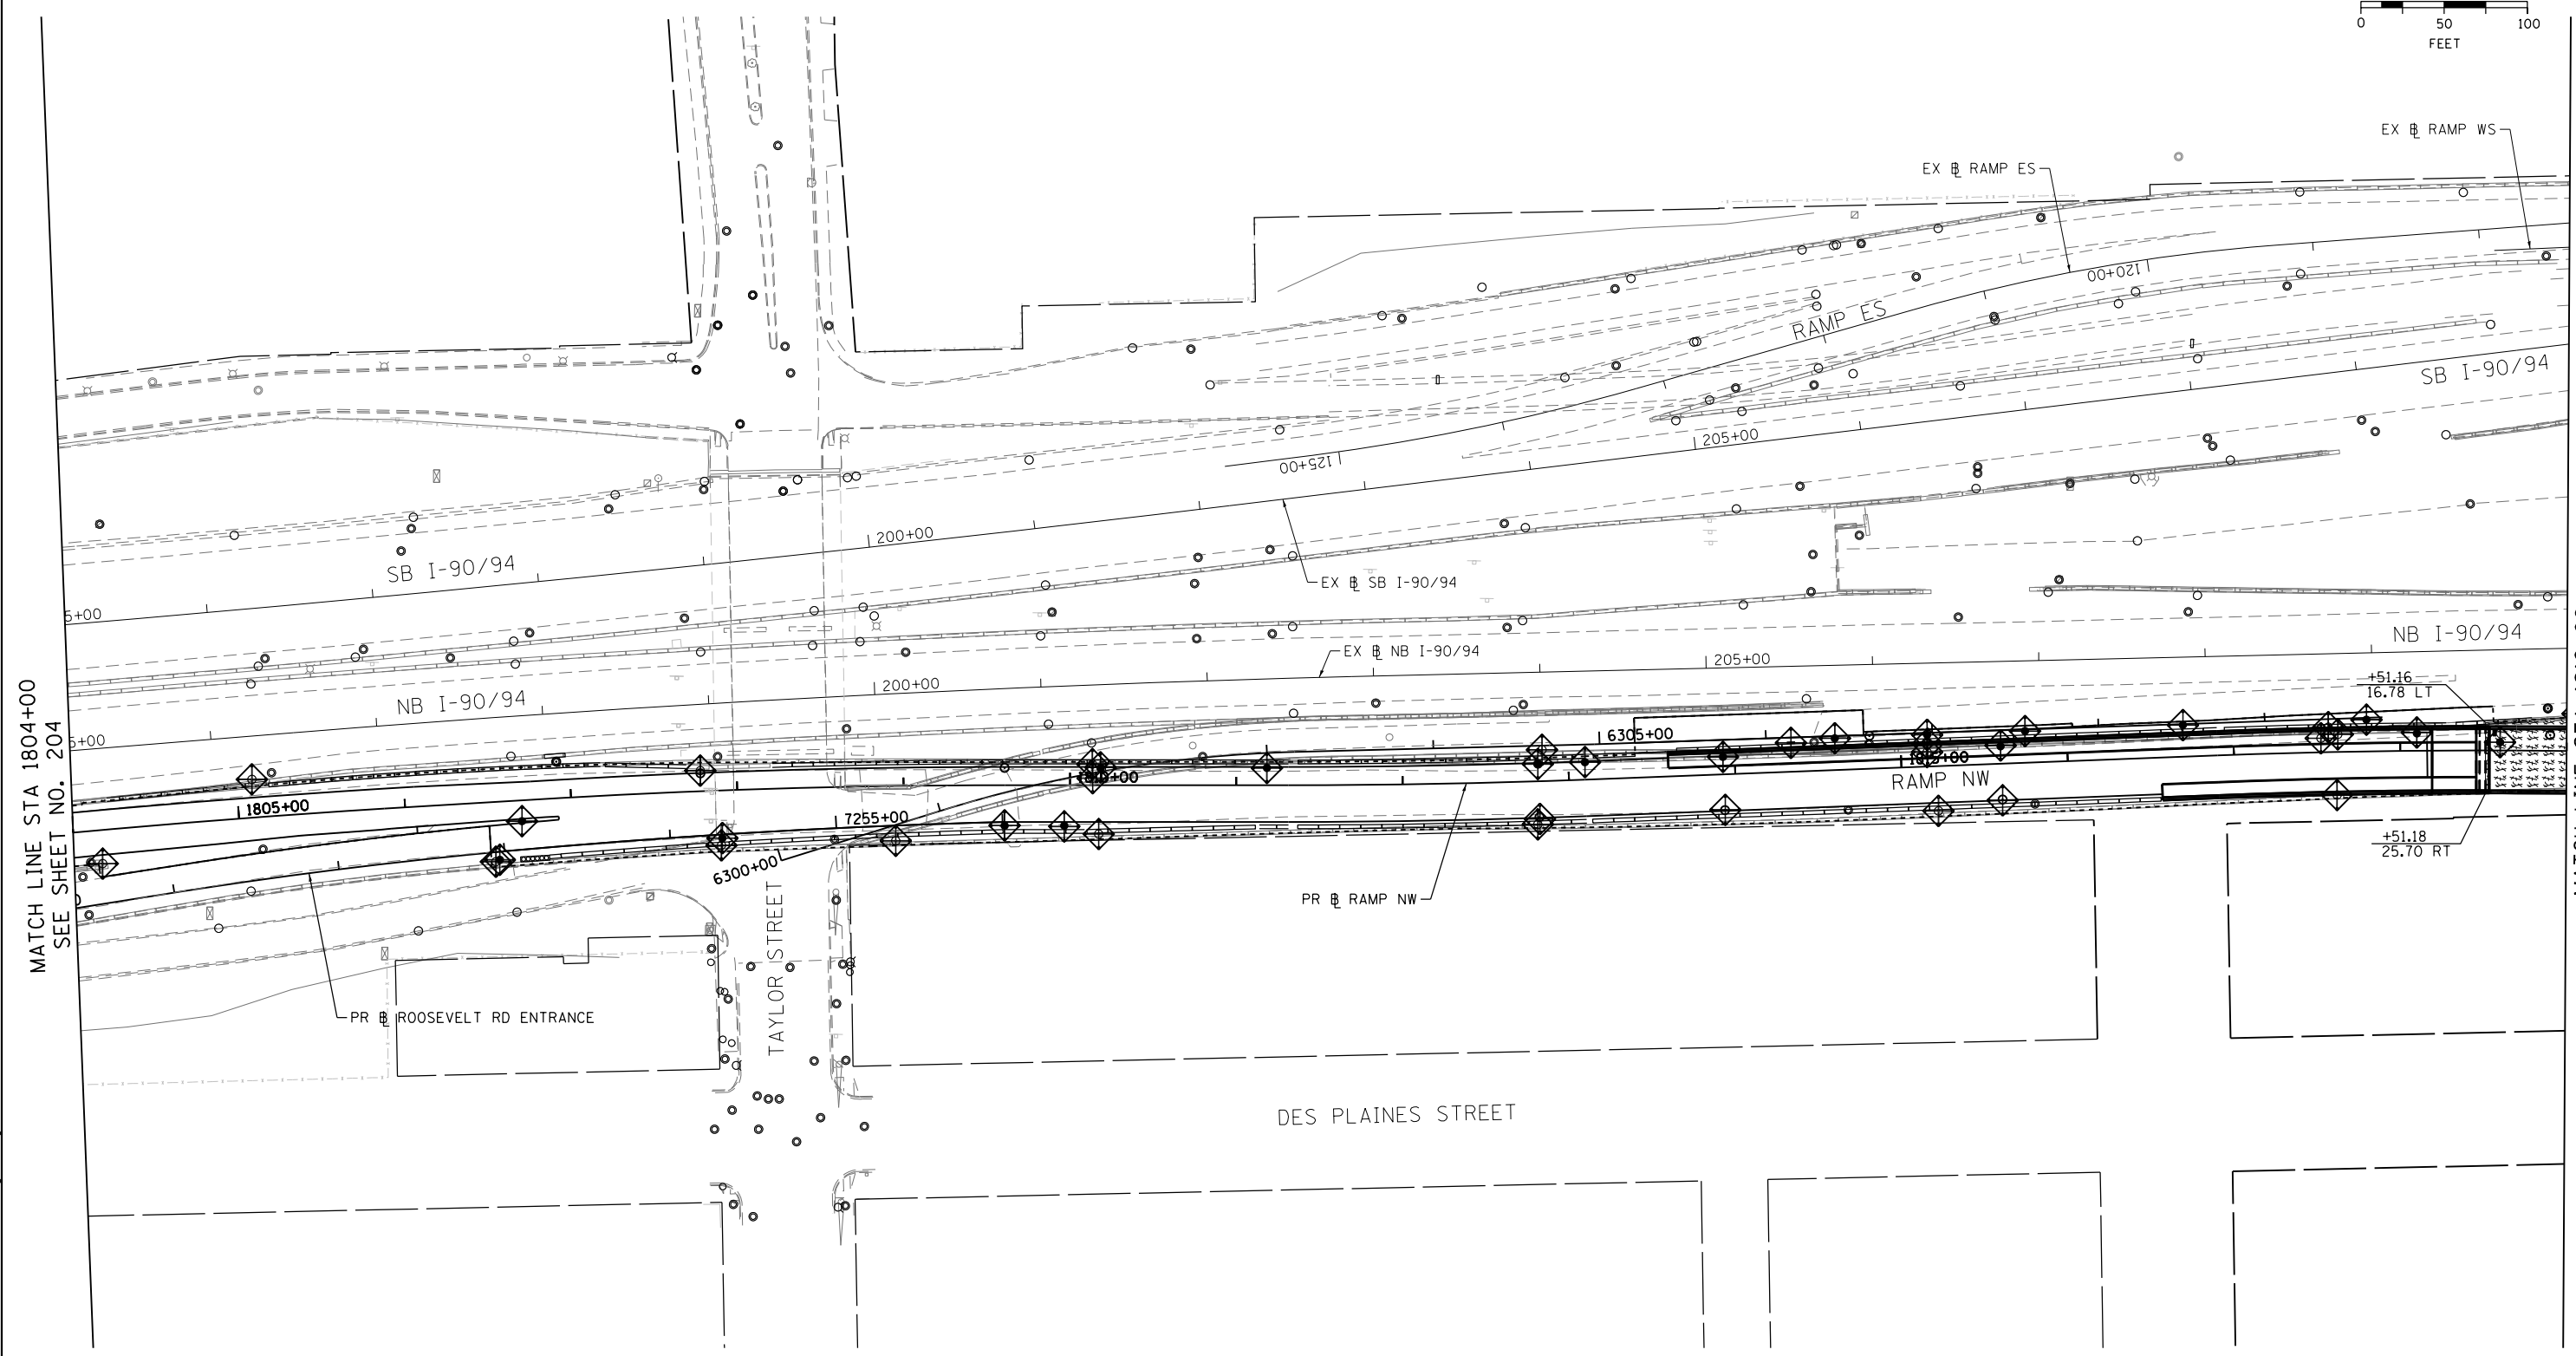 0 50 100
FEET
EX ⅊ RAMP WS
EX ⅊ RAMP ES
120+00
RAMP ES
SB I-90/94
205+00
125+00
200+00
SB I-90/94
EX ⅊ SB I-90/94
5+00
NB I-90/94
EX ⅊ NB I-90/94
205+00
+51.16
16.78 LT
200+00
NB I-90/94
5+00
6305+00
RAMP NW
1805+00
7255+00
+51.18
25.70 RT
6300+00
PR ⅊ RAMP NW
MATCH LINE STA 1804+00
SEE SHEET NO. 204
TAYLOR STREET
PR ⅊ ROOSEVELT RD ENTRANCE
DES PLAINES STREET